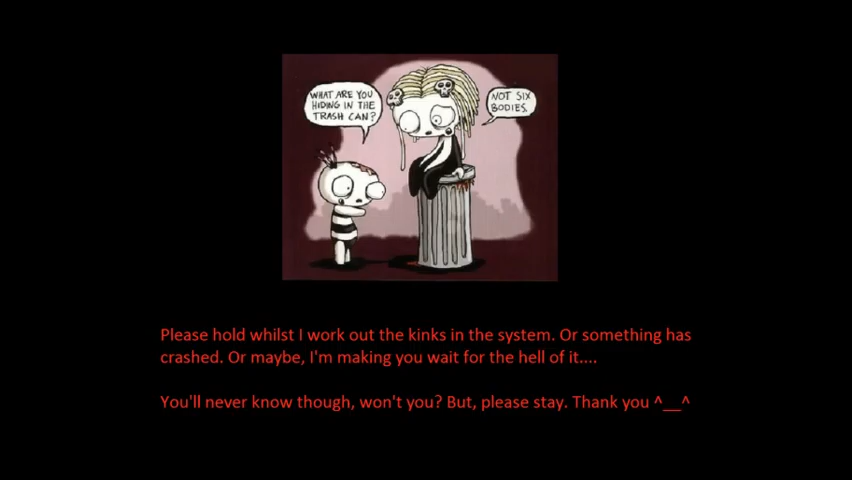 WHAT ARE YOU
HIDING IN THE
TRASH CAN?
NOT SIX
BODIES.
Please hold whilst I work out the kinks in the system. Or something has
crashed. Or maybe, I'm making you wait for the hell of it....
You'll never know though, won't you? But, please stay. Thank you ^__^